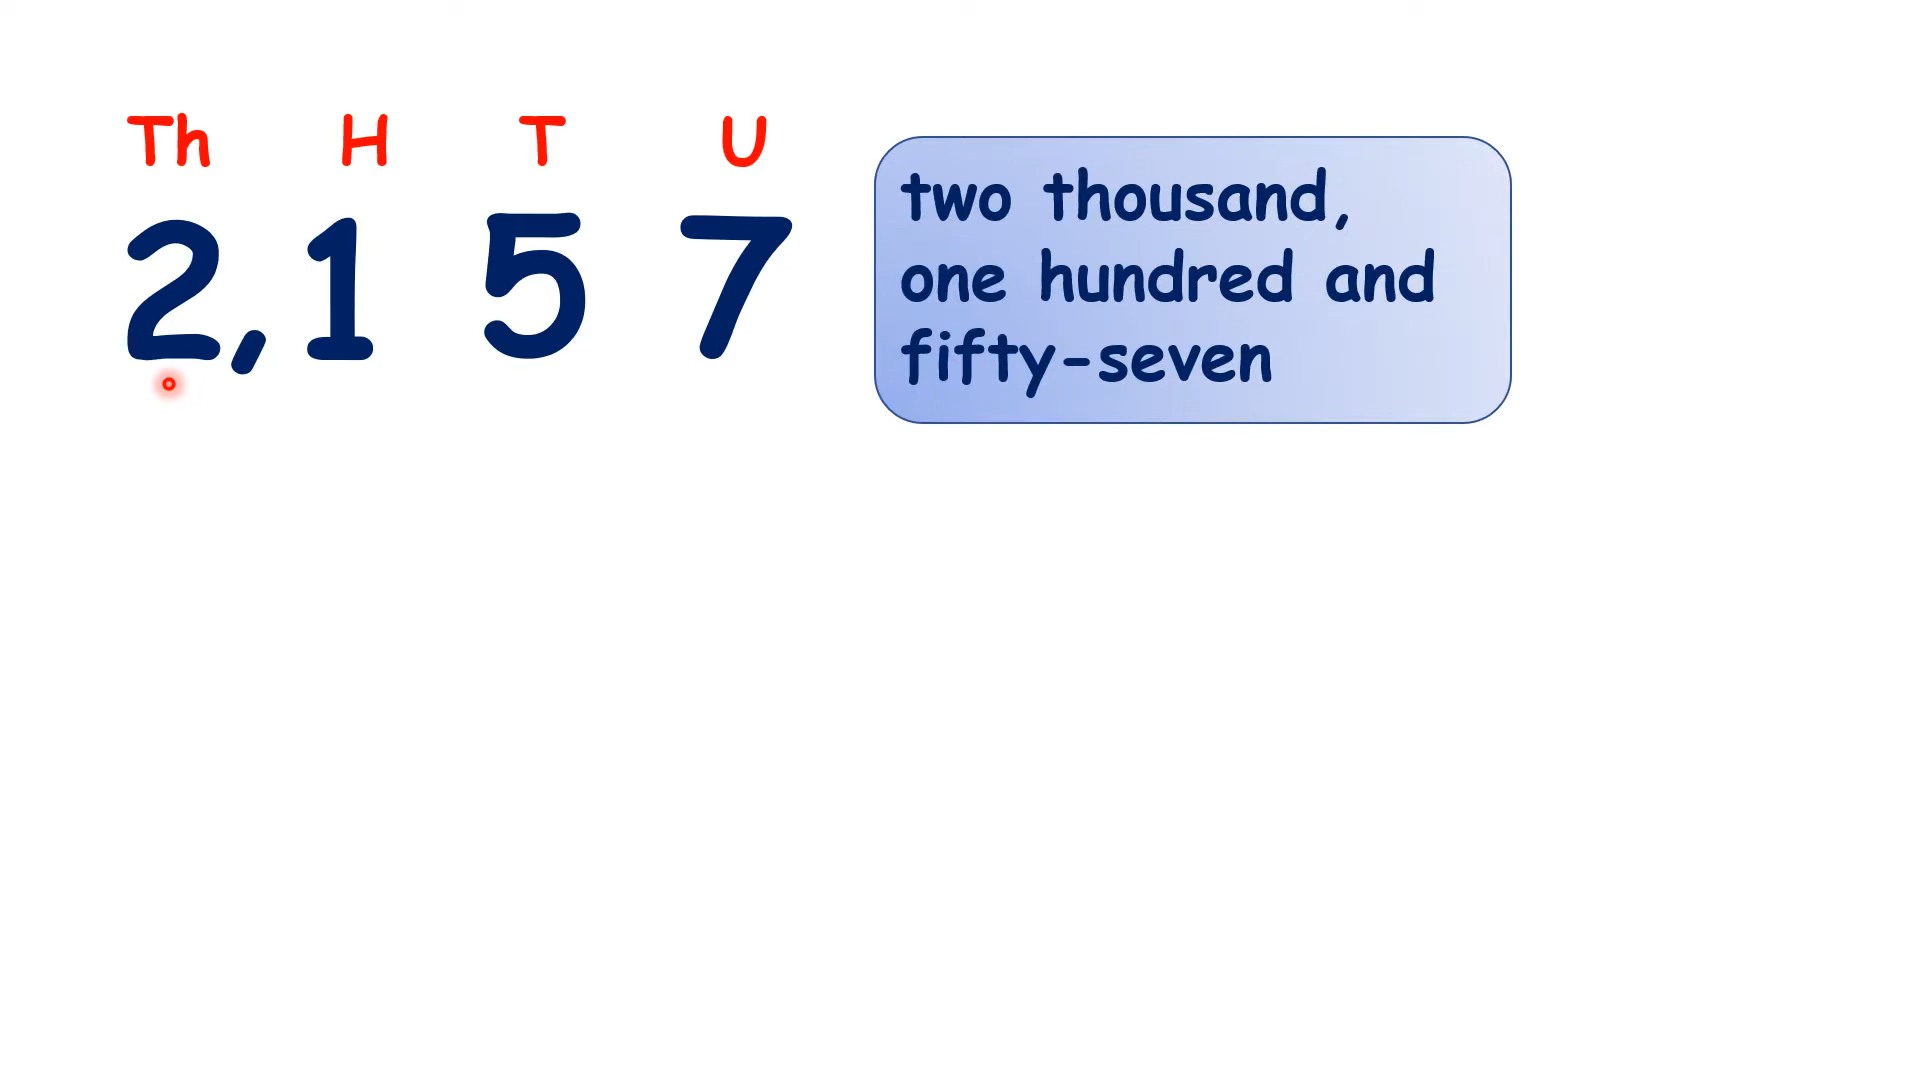 Th H T U
2,1 5 7
two thousand,
one hundred and
fifty-seven